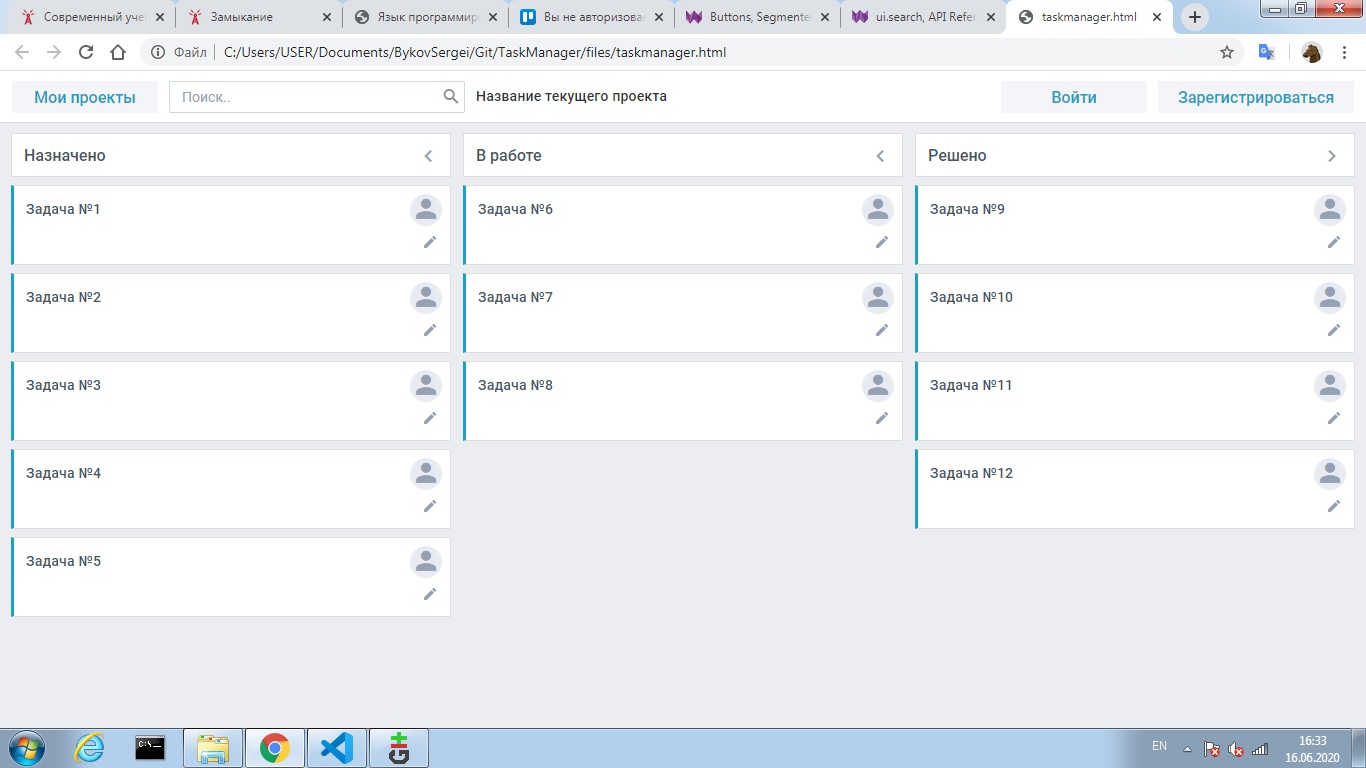 Современный уче
Замыкание
Язык программир
Вы не авторизова
Buttons, Segmente
ui.search, API Refer
taskmanager.html
Файл | C:/Users/USER/Documents/BykovSergei/Git/TaskManager/files/taskmanager.html
Мои проекты
Поиск..
Название текущего проекта
Войти
Зарегистрироваться
Назначено
В работе
Решено
Задача №1
Задача №6
Задача №9
Задача №2
Задача №7
Задача №10
Задача №3
Задача №8
Задача №11
Задача №4
Задача №12
Задача №5
C:\_
EN
16:33
16.06.2020